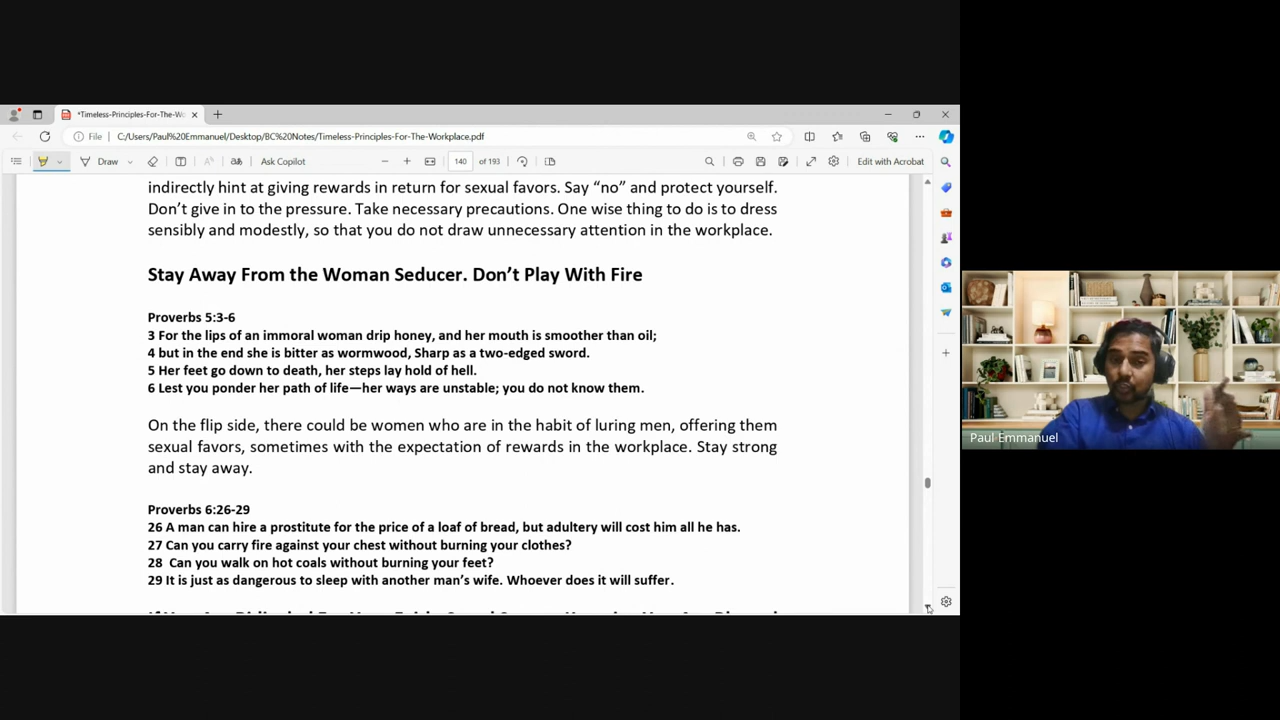 *Timeless-Principles-For-The-Wo
File
C:/Users/Paul%20Emmanuel/Desktop/BC%20Notes/Timeless-Principles-For-The-Workplace.pdf
Draw
Ask Copilot
140 of 193
Edit with Acrobat
indirectly hint at giving rewards in return for sexual favors. Say “no” and protect yourself.
Don’t give in to the pressure. Take necessary precautions. One wise thing to do is to dress
sensibly and modestly, so that you do not draw unnecessary attention in the workplace.
Stay Away From the Woman Seducer. Don’t Play With Fire
Proverbs 5:3-6
3 For the lips of an immoral woman drip honey, and her mouth is smoother than oil;
4 but in the end she is bitter as wormwood, Sharp as a two-edged sword.
5 Her feet go down to death, her steps lay hold of hell.
6 Lest you ponder her path of life—her ways are unstable; you do not know them.
On the flip side, there could be women who are in the habit of luring men, offering them
sexual favors, sometimes with the expectation of rewards in the workplace. Stay strong
and stay away.
Proverbs 6:26-29
26 A man can hire a prostitute for the price of a loaf of bread, but adultery will cost him all he has.
27 Can you carry fire against your chest without burning your clothes?
28 Can you walk on hot coals without burning your feet?
29 It is just as dangerous to sleep with another man’s wife. Whoever does it will suffer.
Paul Emmanuel